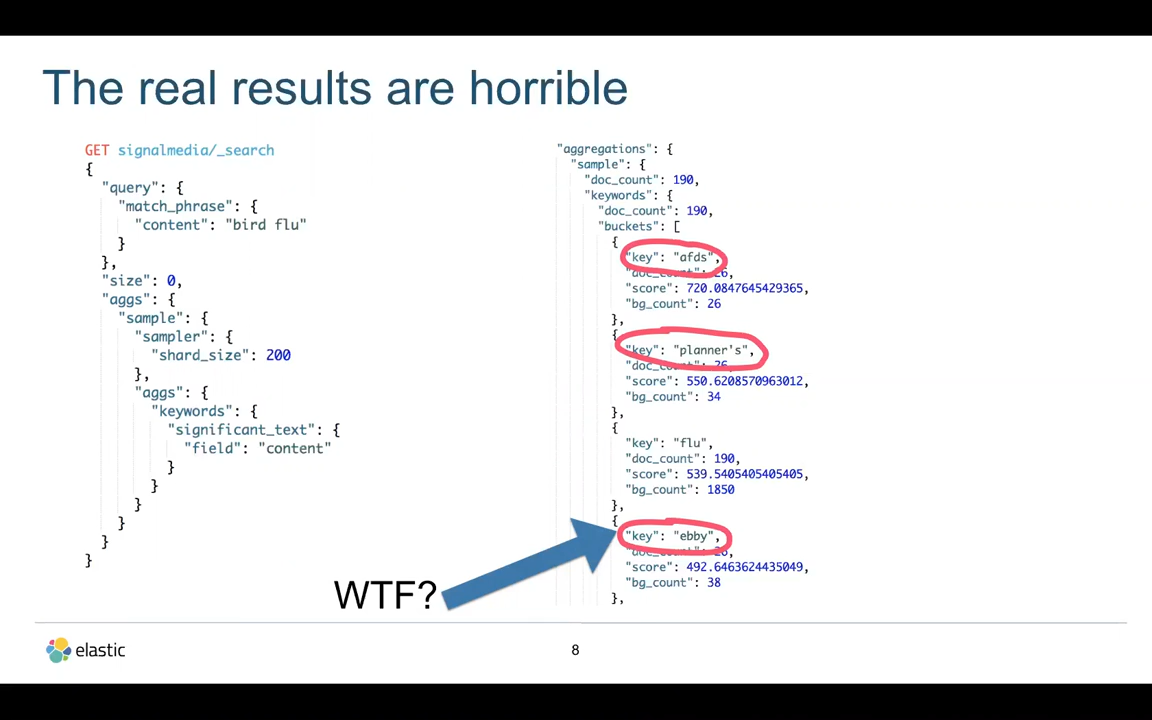 The real results are horrible
GET signalmedia/_search
{
"query": {
"match_phrase": {
"content": "bird flu"
}
},
"size": 0,
"aggs": {
"sample": {
"sampler": {
"shard_size": 200
},
"aggs": {
"keywords": {
"significant_text": {
"field": "content"
}
}
}
}
}
}
"aggregations": {
"sample": {
"doc_count": 190,
"keywords": {
"doc_count": 190,
"buckets": [
{
"key": "afds",
"doc_count": 26,
"score": 720.0847645429365,
"bg_count": 26
},
{
"key": "planner's",
"doc_count": 26,
"score": 550.6208570963012,
"bg_count": 34
},
{
"key": "flu",
"doc_count": 190,
"score": 539.5405405405405,
"bg_count": 1850
},
{
"key": "ebby",
"doc_count": 26,
"score": 492.6463624435049,
"bg_count": 38
},
WTF?
elastic
8